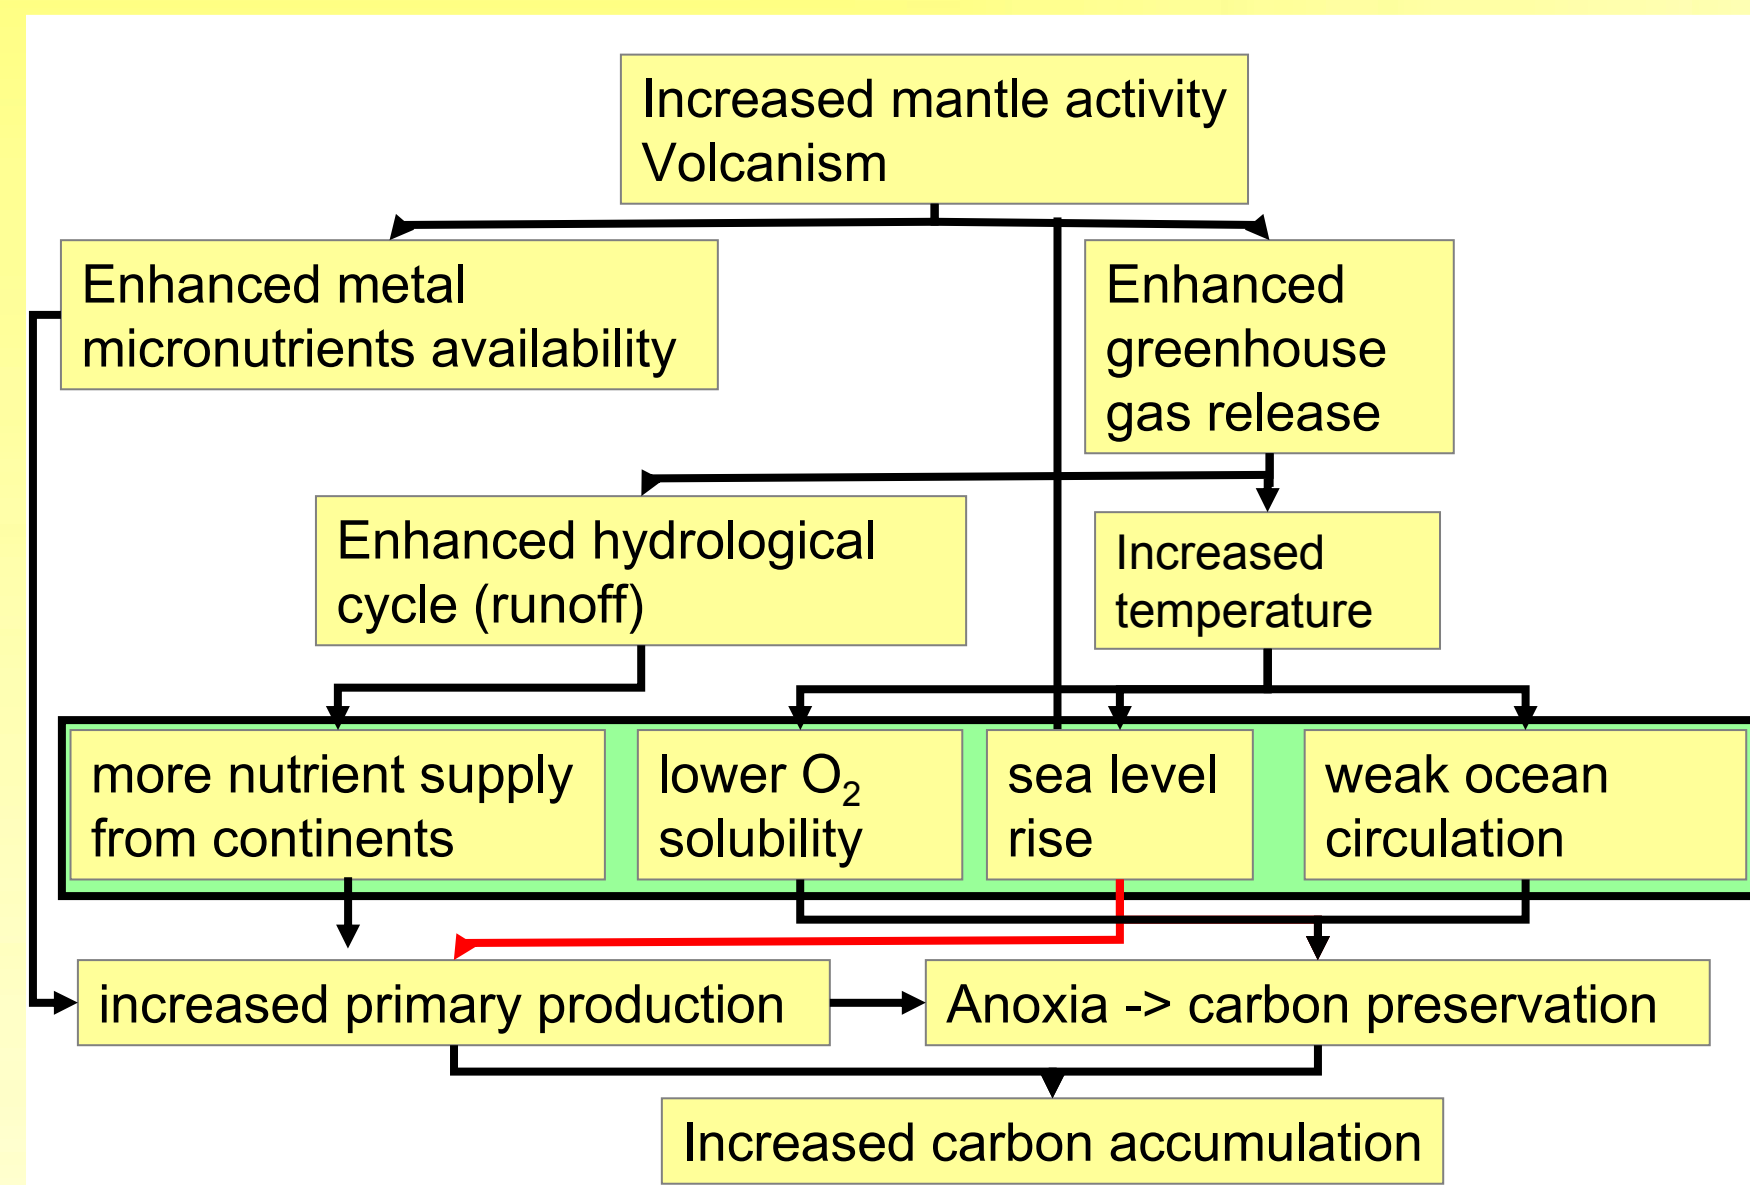 Increased mantle activity
Volcanism
Enhanced metal
micronutrients availability
Enhanced
greenhouse
gas release
Enhanced hydrological
cycle (runoff)
Increased
temperature
more nutrient supply
from continents
lower O₂
solubility
sea level
rise
weak ocean
circulation
increased primary production
Anoxia -> carbon preservation
Increased carbon accumulation